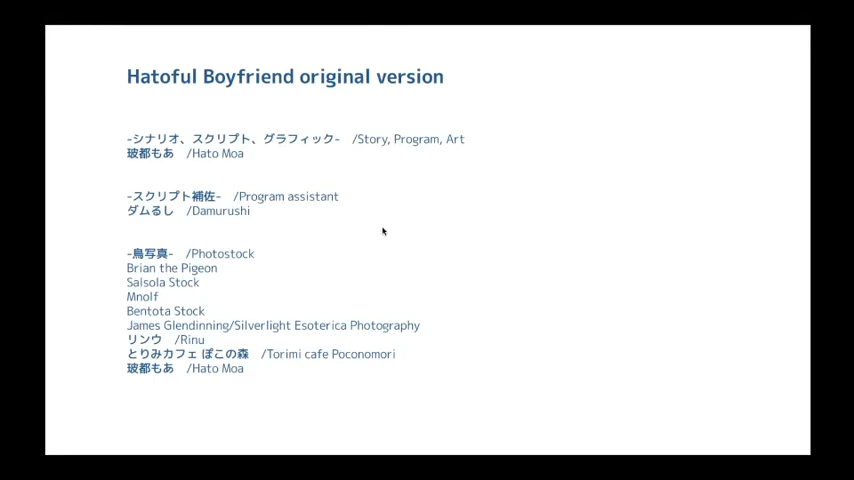 Hatoful Boyfriend original version
-シナリオ、スクリプト、グラフィック- /Story, Program, Art
玻都もあ /Hato Moa
-スクリプト補佐- /Program assistant
ダムるし /Damurushi
-鳥写真- /Photostock
Brian the Pigeon
Salsola Stock
Mnolf
Bentota Stock
James Glendinning/Silverlight Esoterica Photography
リンウ /Rinu
とりみカフェ ぽこの森 /Torimi cafe Poconomori
玻都もあ /Hato Moa